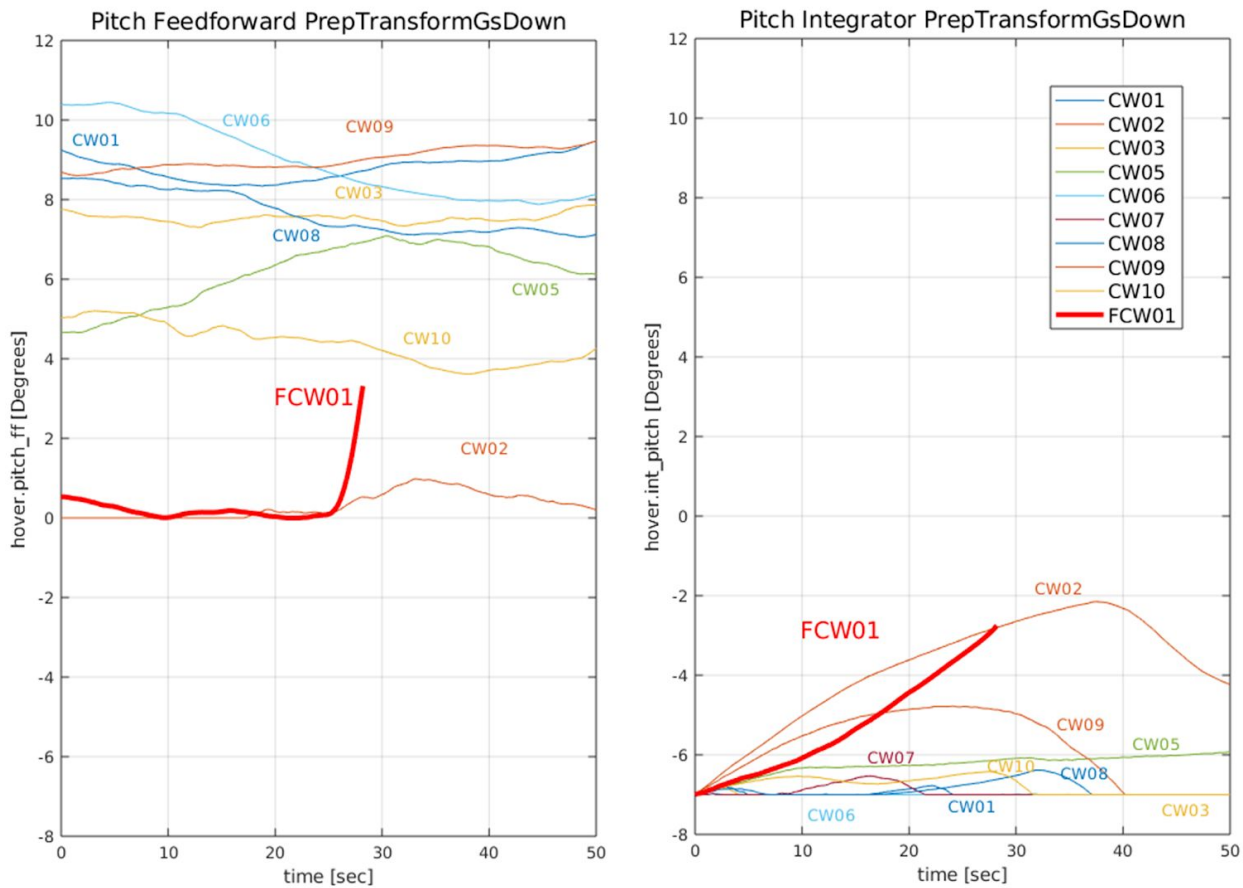 Pitch Feedforward PrepTransformGsDown
12
10
8
6
4
2
0
-2
-4
-6
-8
0
10
20
30
40
50
hover.pitch_ff [Degrees]
time [sec]
CW01
CW06
CW09
CW03
CW08
CW05
CW10
FCW01
CW02
Pitch Integrator PrepTransformGsDown
12
10
8
6
4
2
0
-2
-4
-6
-8
0
10
20
30
40
50
hover.int_pitch [Degrees]
time [sec]
CW01
CW02
CW03
CW05
CW06
CW07
CW08
CW09
CW10
FCW01
CW02
FCW01
CW09
CW05
CW07
CW10
CW08
CW06
CW01
CW03